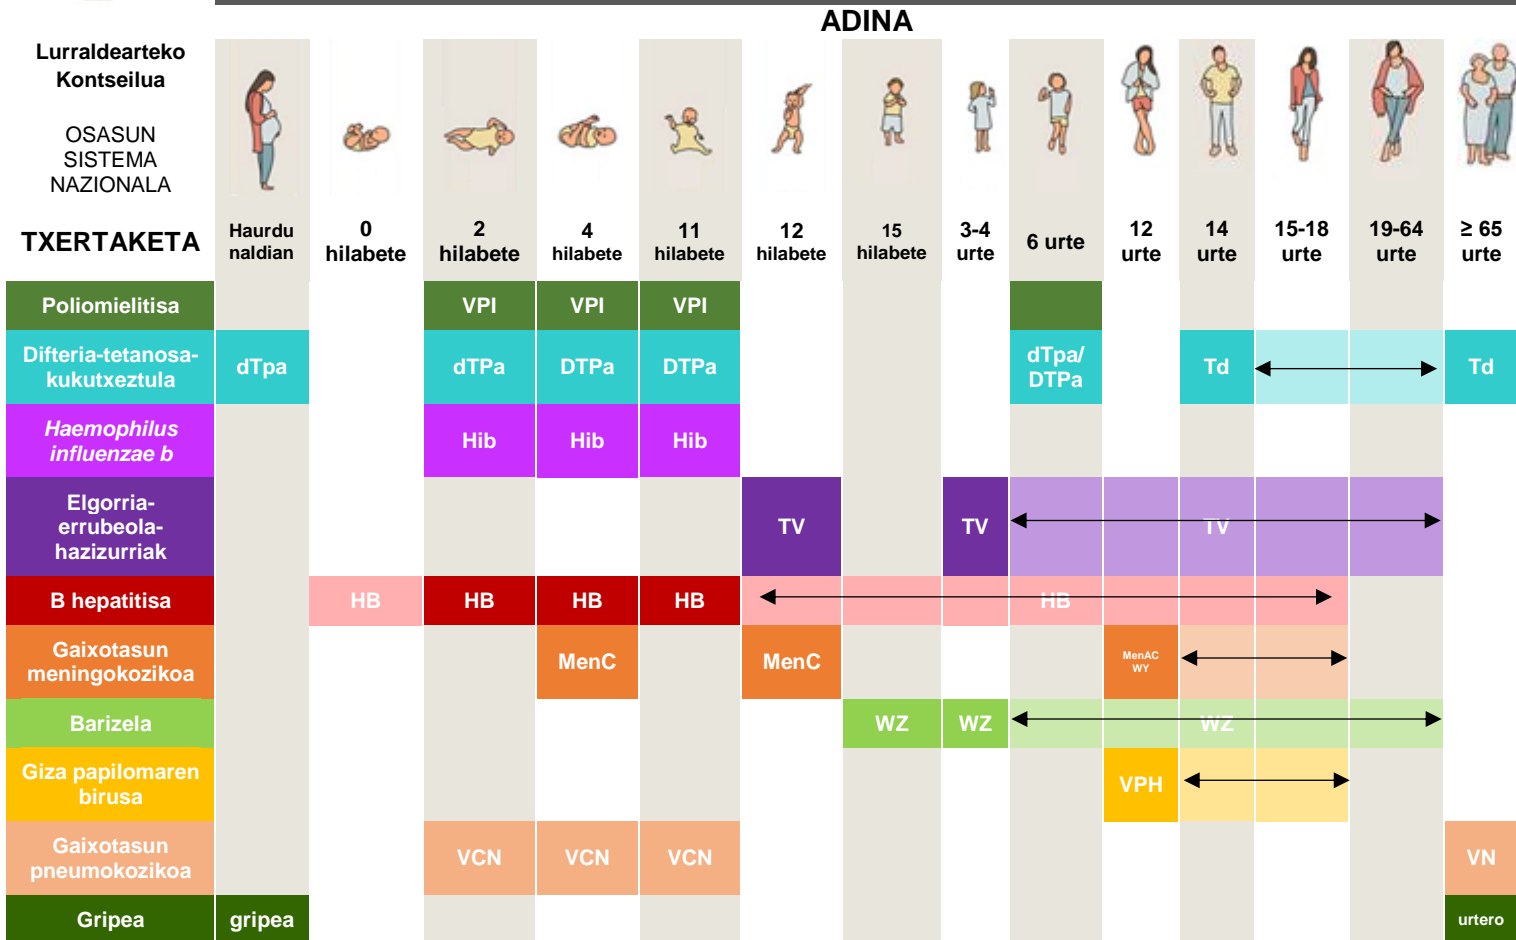 ADINA
Lurraldearteko
Kontseilua
OSASUN
SISTEMA
NAZIONALA
TXERTAKETA
Haurdu
naldian
0
hilabete
2
hilabete
4
hilabete
11
hilabete
12
hilabete
15
hilabete
3-4
urte
6 urte
12
urte
14
urte
15-18
urte
19-64
urte
≥ 65
urte
Poliomielitisa
VPI
VPI
VPI
Difteria-tetanosa-
kukutxeztula
dTpa
dTPa
DTPa
DTPa
dTpa/
DTPa
Td
Td
Haemophilus
influenzae b
Hib
Hib
Hib
Elgorria-
errubeola-
hazizurriak
TV
TV
TV
B hepatitisa
HB
HB
HB
HB
HB
Gaixotasun
meningokozikoa
MenC
MenC
MenAC
WY
Barizela
WZ
WZ
WZ
Giza papilomaren
birusa
VPH
Gaixotasun
pneumokozikoa
VCN
VCN
VCN
VN
Gripea
gripea
urtero